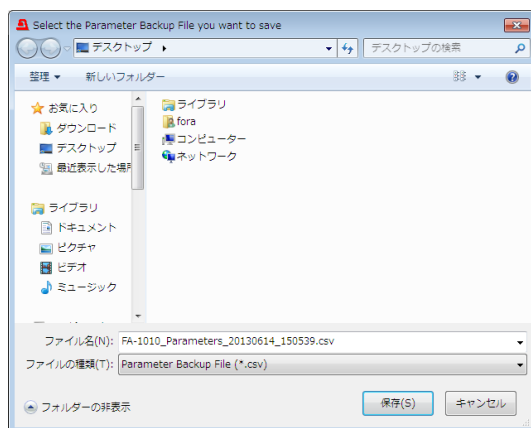 Select the Parameter Backup File you want to save
デスクトップ
デスクトップの検索
整理 新しいフォルダー
お気に入り
ダウンロード
デスクトップ
最近表示した場所
ライブラリ
ドキュメント
ピクチャ
ビデオ
ミュージック
ライブラリ
fora
コンピューター
ネットワーク
ファイル名(N): FA-1010_Parameters_20130614_150539.csv
ファイルの種類(T): Parameter Backup File (*.csv)
フォルダーの非表示
保存(S) キャンセル